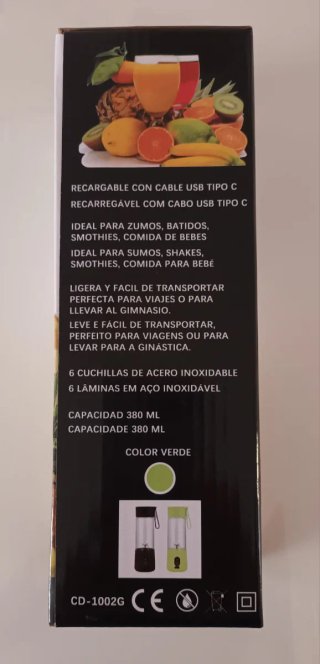 RECARGABLE CON CABLE USB TIPO C
RECARREGÁVEL COM CABO USB TIPO C
IDEAL PARA ZUMOS, BATIDOS,
SMOTHIES, COMIDA DE BEBES
IDEAL PARA SUMOS, SHAKES,
SMOTHIES, COMIDA PARA BEBÉ
LIGERA Y FACIL DE TRANSPORTAR
PERFECTA PARA VIAJES O PARA
LLEVAR AL GIMNASIO.
LEVE E FÁCIL DE TRANSPORTAR,
PERFEITO PARA VIAGENS OU PARA
LEVAR PARA A GINÁSTICA.
6 CUCHILLAS DE ACERO INOXIDABLE
6 LÂMINAS EM AÇO INOXIDÁVEL
CAPACIDAD 380 ML
CAPACIDADE 380 ML
COLOR VERDE
CD-1002G CE